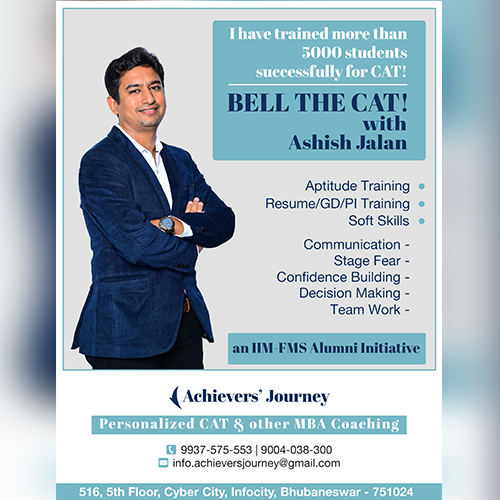 I have trained more than
5000 students
successfully for CAT!
BELL THE CAT!
with
Ashish Jalan
Aptitude Training
Resume/GD/PI Training
Soft Skills
Communication -
Stage Fear -
Confidence Building -
Decision Making -
Team Work -
an IIM-FMS Alumni Initiative
Achievers' Journey
Personalized CAT & other MBA Coaching
9937-575-553 | 9004-038-300
info.achieversjourney@gmail.com
516, 5th Floor, Cyber City, Infocity, Bhubaneswar - 751024